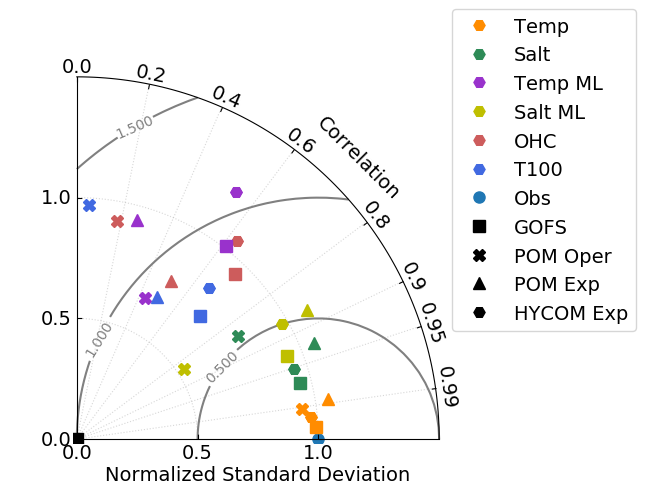 0.0
0.2
0.4
0.6
0.8
0.9
0.95
0.99
Correlation
1.500
1.000
0.500
1.0
0.5
0.0
0.0
0.5
1.0
Normalized Standard Deviation
Temp
Salt
Temp ML
Salt ML
OHC
T100
Obs
GOFS
POM Oper
POM Exp
HYCOM Exp